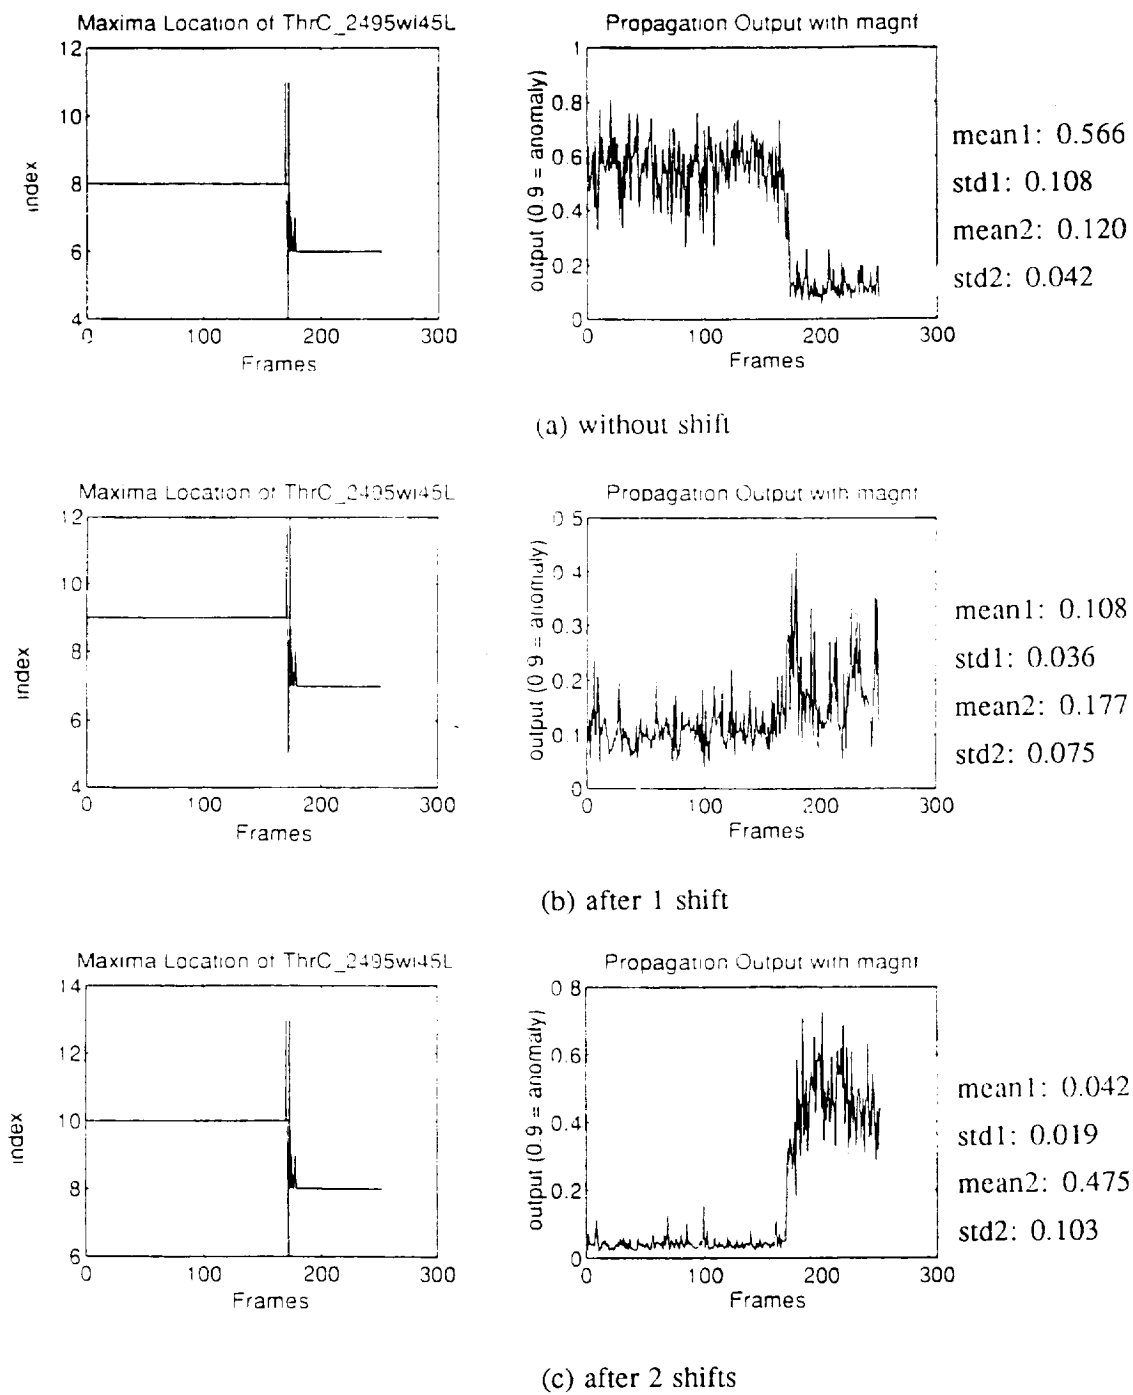 Maxima Location of ThrC_2495wl45L
12
10
8
6
4
index
0 100 200 300
Frames
Propagation Output with magnf
1
0.8
0.6
0.4
0.2
0
output (0.9 = anomaly)
0 100 200 300
Frames
mean1: 0.566
std1: 0.108
mean2: 0.120
std2: 0.042
(a) without shift
Maxima Location of ThrC_2495wl45L
12
10
8
6
4
index
0 100 200 300
Frames
Propagation Output with magnf
0.5
0.4
0.3
0.2
0.1
0
output (0.9 = anomaly)
0 100 200 300
Frames
mean1: 0.108
std1: 0.036
mean2: 0.177
std2: 0.075
(b) after 1 shift
Maxima Location of ThrC_2495wl45L
14
12
10
8
6
index
0 100 200 300
Frames
Propagation Output with magnf
0.8
0.6
0.4
0.2
0
output (0.9 = anomaly)
0 100 200 300
Frames
mean1: 0.042
std1: 0.019
mean2: 0.475
std2: 0.103
(c) after 2 shifts